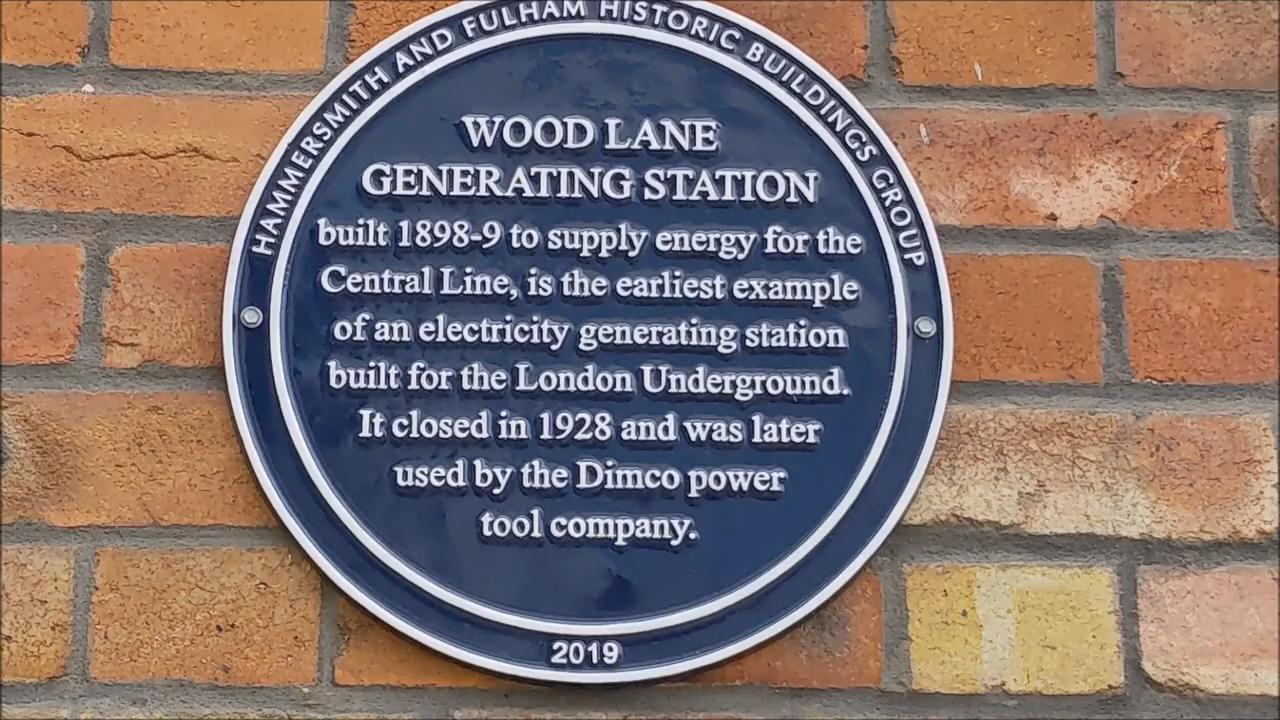 HAMMERSMITH AND FULHAM HISTORIC BUILDINGS GROUP
WOOD LANE
GENERATING STATION
built 1898-9 to supply energy for the
Central Line, is the earliest example
of an electricity generating station
built for the London Underground.
It closed in 1928 and was later
used by the Dimco power
tool company.
2019